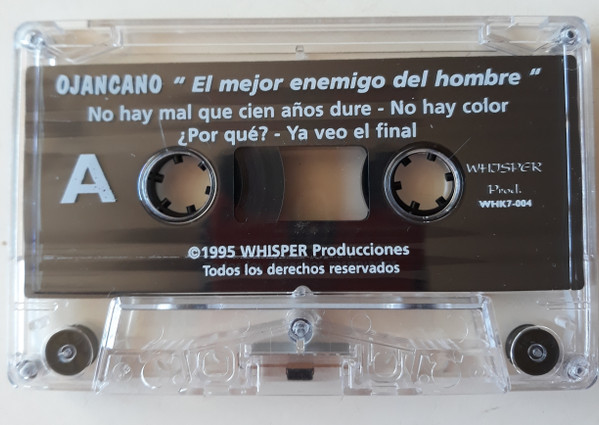 OJANCANO " El mejor enemigo del hombre "
No hay mal que cien años dure - No hay color
¿Por qué? - Ya veo el final
A
WHISPER
Prod.
WHK7-004
©1995 WHISPER Producciones
Todos los derechos reservados